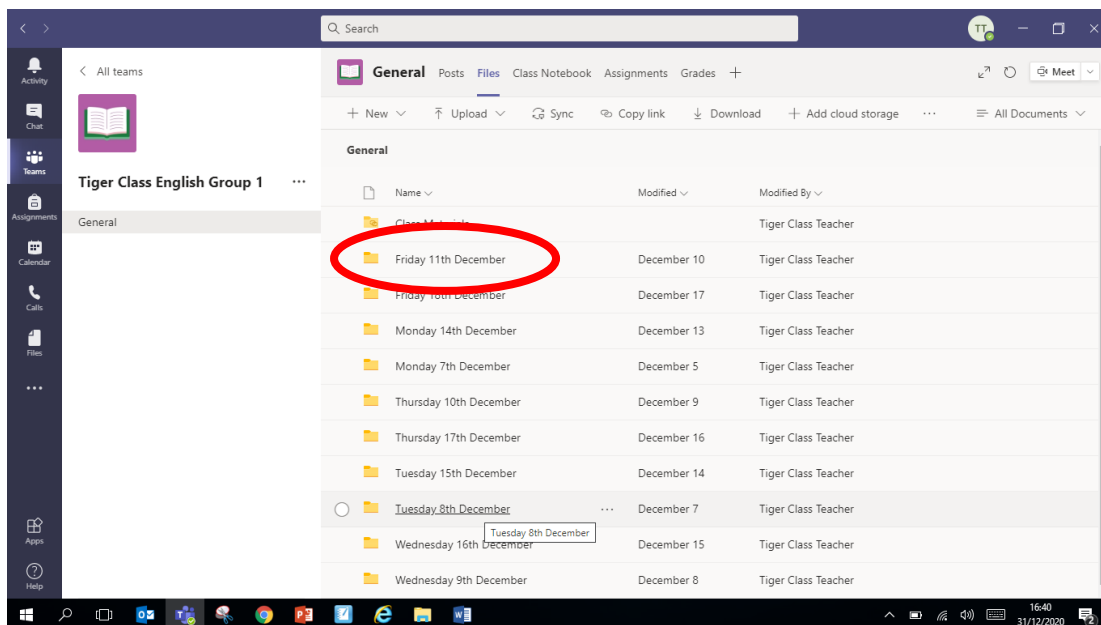 Search
TT
Activity
Chat
Teams
Assignments
Calendar
Calls
Files
Apps
Help
All teams
Tiger Class English Group 1
General
General Posts Files Class Notebook Assignments Grades
Meet
New Upload Sync Copy link Download Add cloud storage ... All Documents
General
Name Modified Modified By
Class Materials Tiger Class Teacher
Friday 11th December December 10 Tiger Class Teacher
Friday December December 17 Tiger Class Teacher
Monday 14th December December 13 Tiger Class Teacher
Monday 7th December December 5 Tiger Class Teacher
Thursday 10th December December 9 Tiger Class Teacher
Thursday 17th December December 16 Tiger Class Teacher
Tuesday 15th December December 14 Tiger Class Teacher
Tuesday 8th December ... December 7 Tiger Class Teacher
Tuesday 8th December
Wednesday 16th December December 15 Tiger Class Teacher
Wednesday 9th December December 8 Tiger Class Teacher
16:40
31/12/2020
2